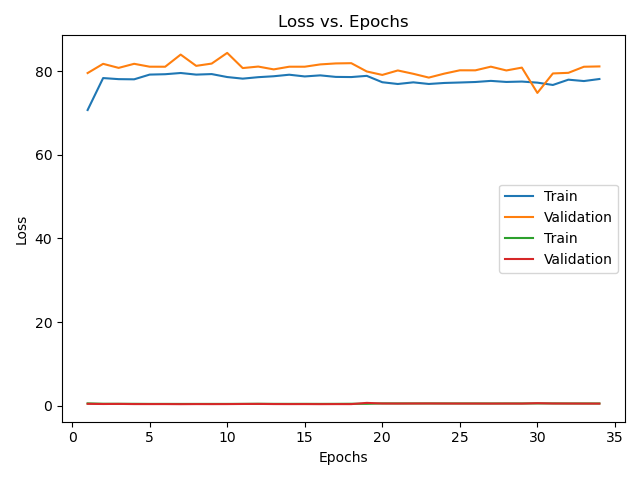 Loss vs. Epochs
Loss
80
60
40
20
0
Train
Validation
Train
Validation
0 5 10 15 20 25 30 35
Epochs